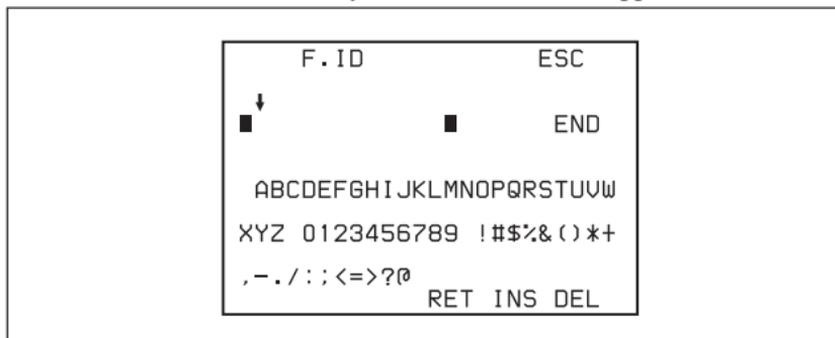 F.ID ESC
END
ABCDEFGHIJKLMNOPQRSTUVW
XYZ 0123456789 !#$%&()*+
,-./:;<=>?@
RET INS DEL